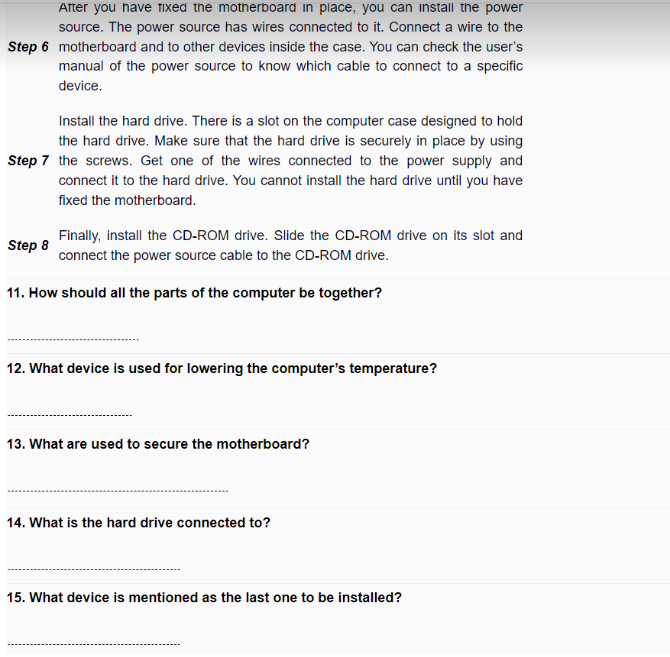 After you have fixed the motherboard in place, you can install the power
source. The power source has wires connected to it. Connect a wire to the
Step 6 motherboard and to other devices inside the case. You can check the user’s
manual of the power source to know which cable to connect to a specific
device.
Install the hard drive. There is a slot on the computer case designed to hold
the hard drive. Make sure that the hard drive is securely in place by using
Step 7 the screws. Get one of the wires connected to the power supply and
connect it to the hard drive. You cannot install the hard drive until you have
fixed the motherboard.
Finally, install the CD-ROM drive. Slide the CD-ROM drive on its slot and
Step 8
connect the power source cable to the CD-ROM drive.
11. How should all the parts of the computer be together?
12. What device is used for lowering the computer’s temperature?
13. What are used to secure the motherboard?
14. What is the hard drive connected to?
15. What device is mentioned as the last one to be installed?